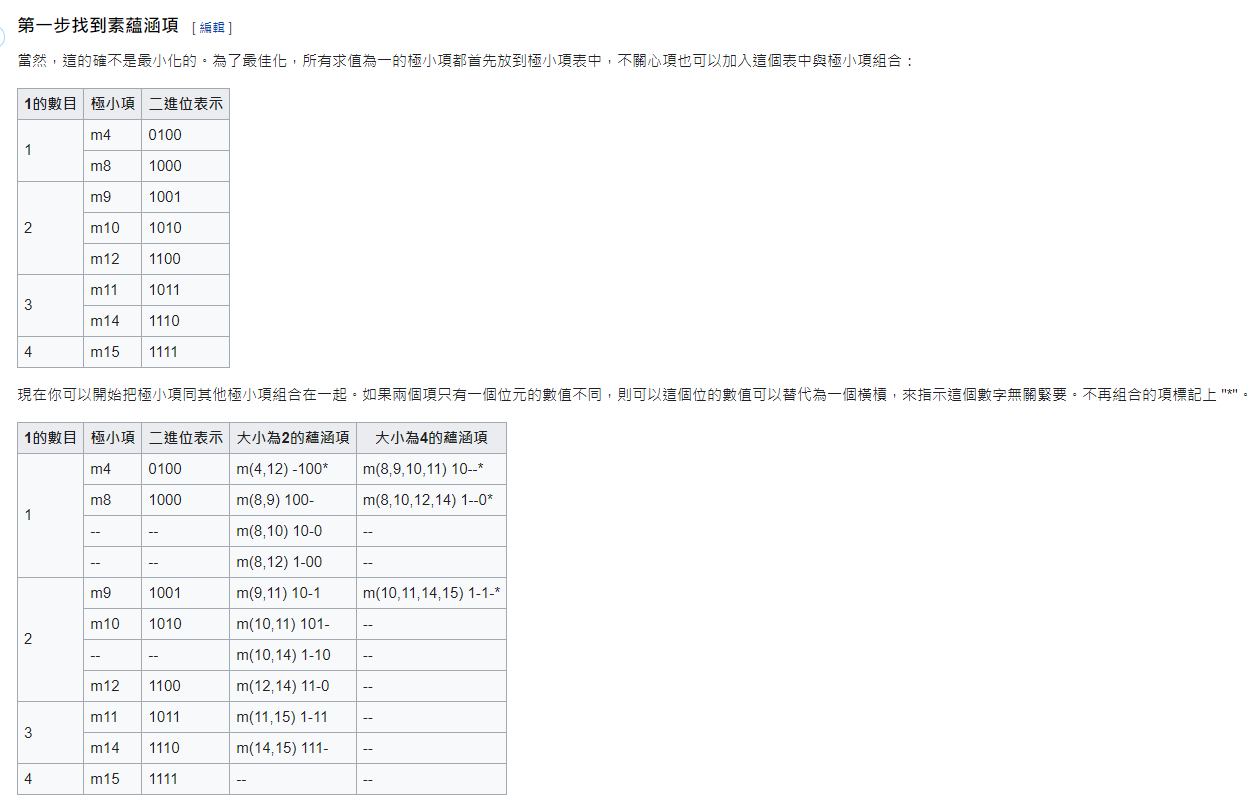 第一步找到素蘊涵項 [ 編輯 ]
當然，這的確不是最小化的。為了最佳化，所有求值為一的極小項都首先放到極小項表中，不關心項也可以加入這個表中與極小項組合：
1的數目 極小項 二進位表示
1 m4 0100
m8 1000
2 m9 1001
m10 1010
m12 1100
3 m11 1011
m14 1110
4 m15 1111
現在你可以開始把極小項同其他極小項組合在一起。如果兩個項只有一個位元的數值不同，則可以這個位的數值可以替代為一個橫槓，來指示這個數字無關緊要。不再組合的項標記上 "*"。
1的數目 極小項 二進位表示 大小為2的蘊涵項 大小為4的蘊涵項
1 m4 0100 m(4,12) -100* m(8,9,10,11) 10--*
m8 1000 m(8,9) 100- m(8,10,12,14) 1--0*
-- -- m(8,10) 10-0 --
-- -- m(8,12) 1-00 --
2 m9 1001 m(9,11) 10-1 m(10,11,14,15) 1-1-*
m10 1010 m(10,11) 101- --
-- -- m(10,14) 1-10 --
m12 1100 m(12,14) 11-0 --
3 m11 1011 m(11,15) 1-11 --
m14 1110 m(14,15) 111- --
4 m15 1111 -- --